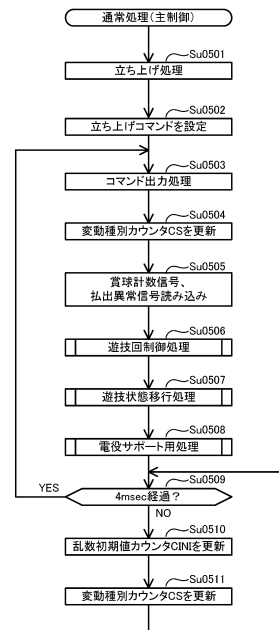 通常処理(主制御)
Su0501
立ち上げ処理
Su0502
立ち上げコマンドを設定
Su0503
コマンド出力処理
Su0504
変動種別カウンタCSを更新
Su0505
賞球計数信号、
払出異常信号読み込み
Su0506
遊技回制御処理
Su0507
遊技状態移行処理
Su0508
電役サポート用処理
Su0509
YES
4msec経過?
NO
Su0510
乱数初期値カウンタCINIを更新
Su0511
変動種別カウンタCSを更新